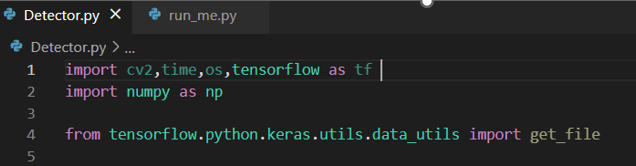 Detector.py X run_me.py
Detector.py > ...
1 import cv2,time,os,tensorflow as tf
2 import numpy as np
3
4 from tensorflow.python.keras.utils.data_utils import get_file
5